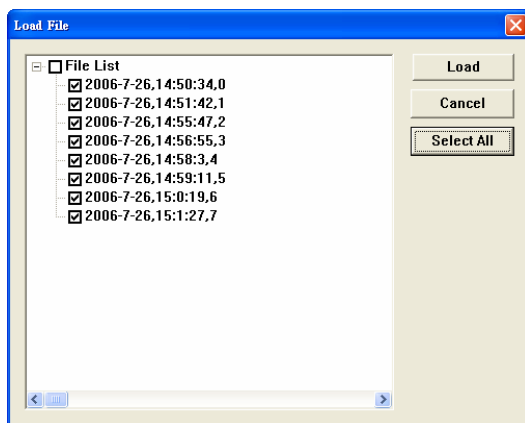 Load File
File List
2006-7-26,14:50:34,0
2006-7-26,14:51:42,1
2006-7-26,14:55:47,2
2006-7-26,14:56:55,3
2006-7-26,14:58:3,4
2006-7-26,14:59:11,5
2006-7-26,15:0:19,6
2006-7-26,15:1:27,7
Load
Cancel
Select All